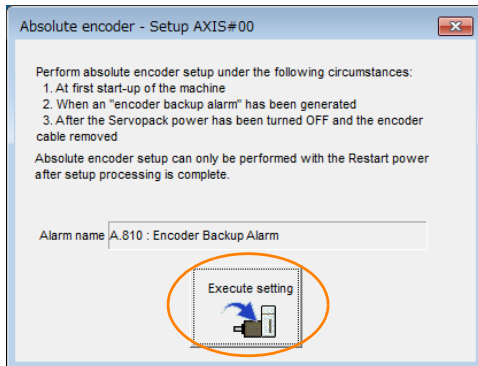 Absolute encoder - Setup AXIS#00
Perform absolute encoder setup under the following circumstances:
1. At first start-up of the machine
2. When an "encoder backup alarm" has been generated
3. After the Servopack power has been turned OFF and the encoder
cable removed
Absolute encoder setup can only be performed with the Restart power
after setup processing is complete.
Alarm name A.810 : Encoder Backup Alarm
Execute setting